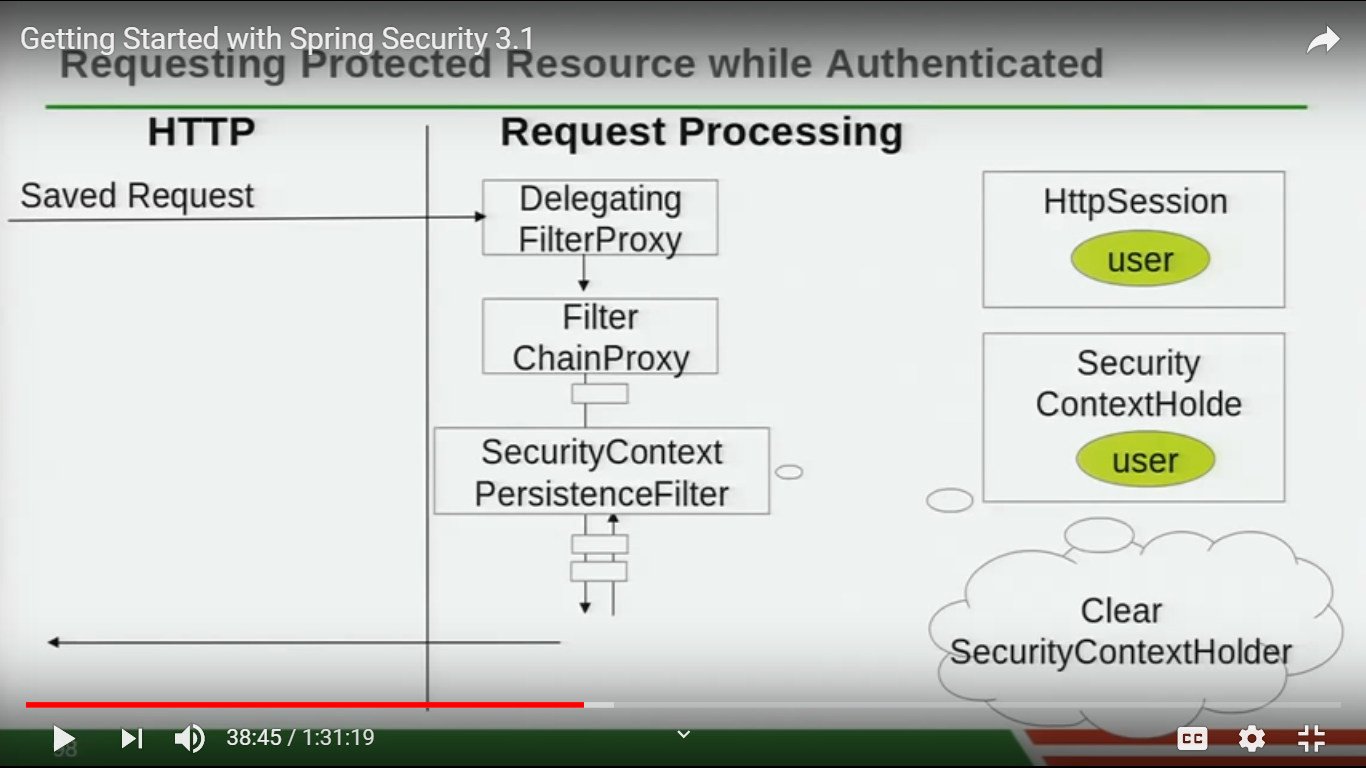 Getting Started with Spring Security 3.1
Requesting Protected Resource while Authenticated
HTTP
Request Processing
Saved Request
Delegating
FilterProxy
Filter
ChainProxy
SecurityContext
PersistenceFilter
HttpSession
user
Security
ContextHolde
user
Clear
SecurityContextHolder
38:45 / 1:31:19
CC